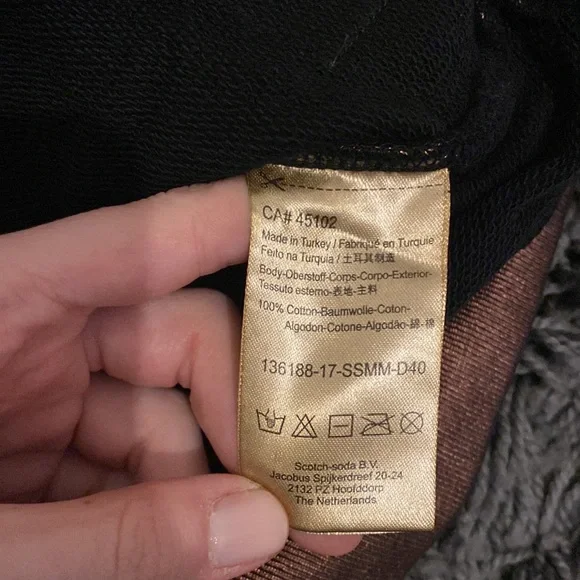 CA# 45102
Made in Turkey / Fabriqué en Turquie
Feito na Turquia / 土耳其制造
Body-Oberstoff-Corps-Corpo-Exterior-
Tessuto esterno-表地-主料
100% Cotton-Baumwolle-Coton-
Algodon-Cotone-Algodão-綿-棉
136188-17-SSMM-D40
Scotch-soda B.V.
Jacobus Spijkerdreef 20-24
2132 PZ Hoofddorp
The Netherlands